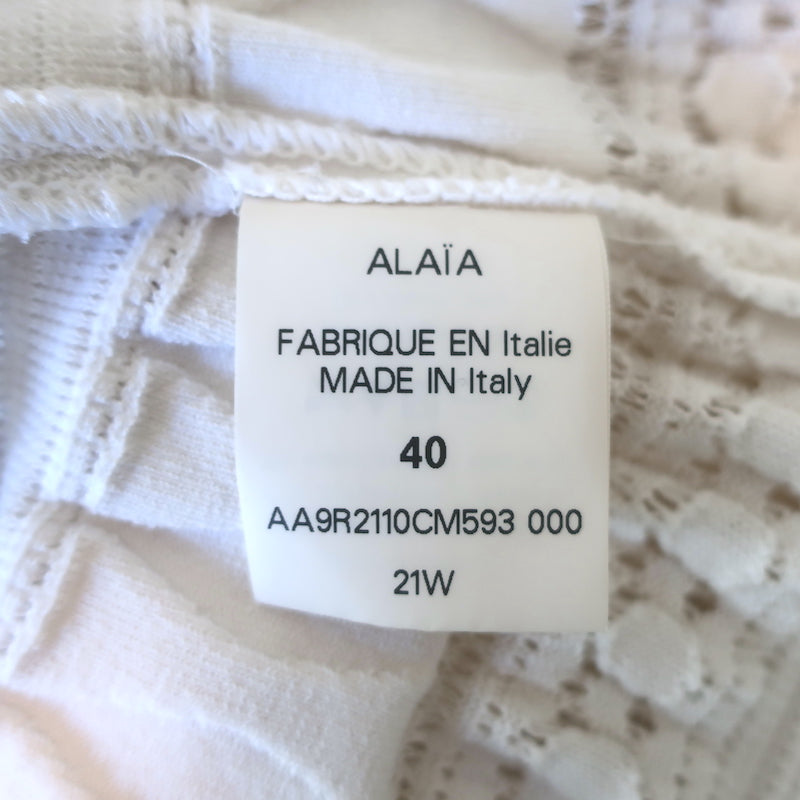 ALAÏA
FABRIQUE EN Italie
MADE IN Italy
40
AA9R2110CM593 000
21W